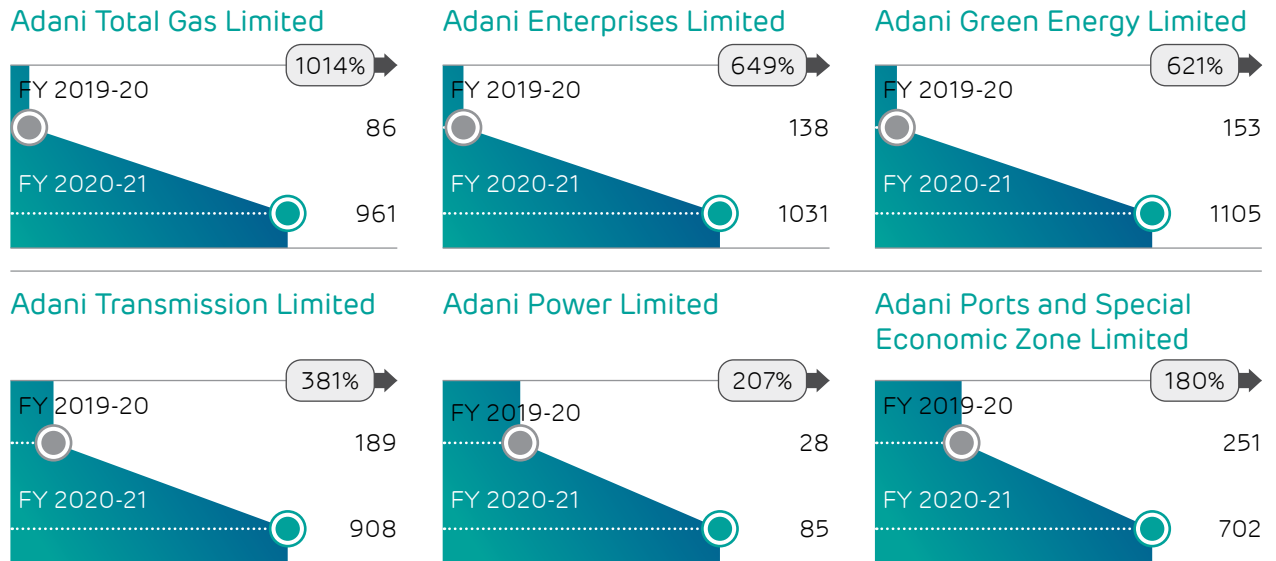 Adani Total Gas Limited
1014%
FY 2019-20
86
FY 2020-21
961
Adani Enterprises Limited
649%
FY 2019-20
138
FY 2020-21
1031
Adani Green Energy Limited
621%
FY 2019-20
153
FY 2020-21
1105
Adani Transmission Limited
381%
FY 2019-20
189
FY 2020-21
908
Adani Power Limited
207%
FY 2019-20
28
FY 2020-21
85
Adani Ports and Special
Economic Zone Limited
180%
FY 2019-20
251
FY 2020-21
702